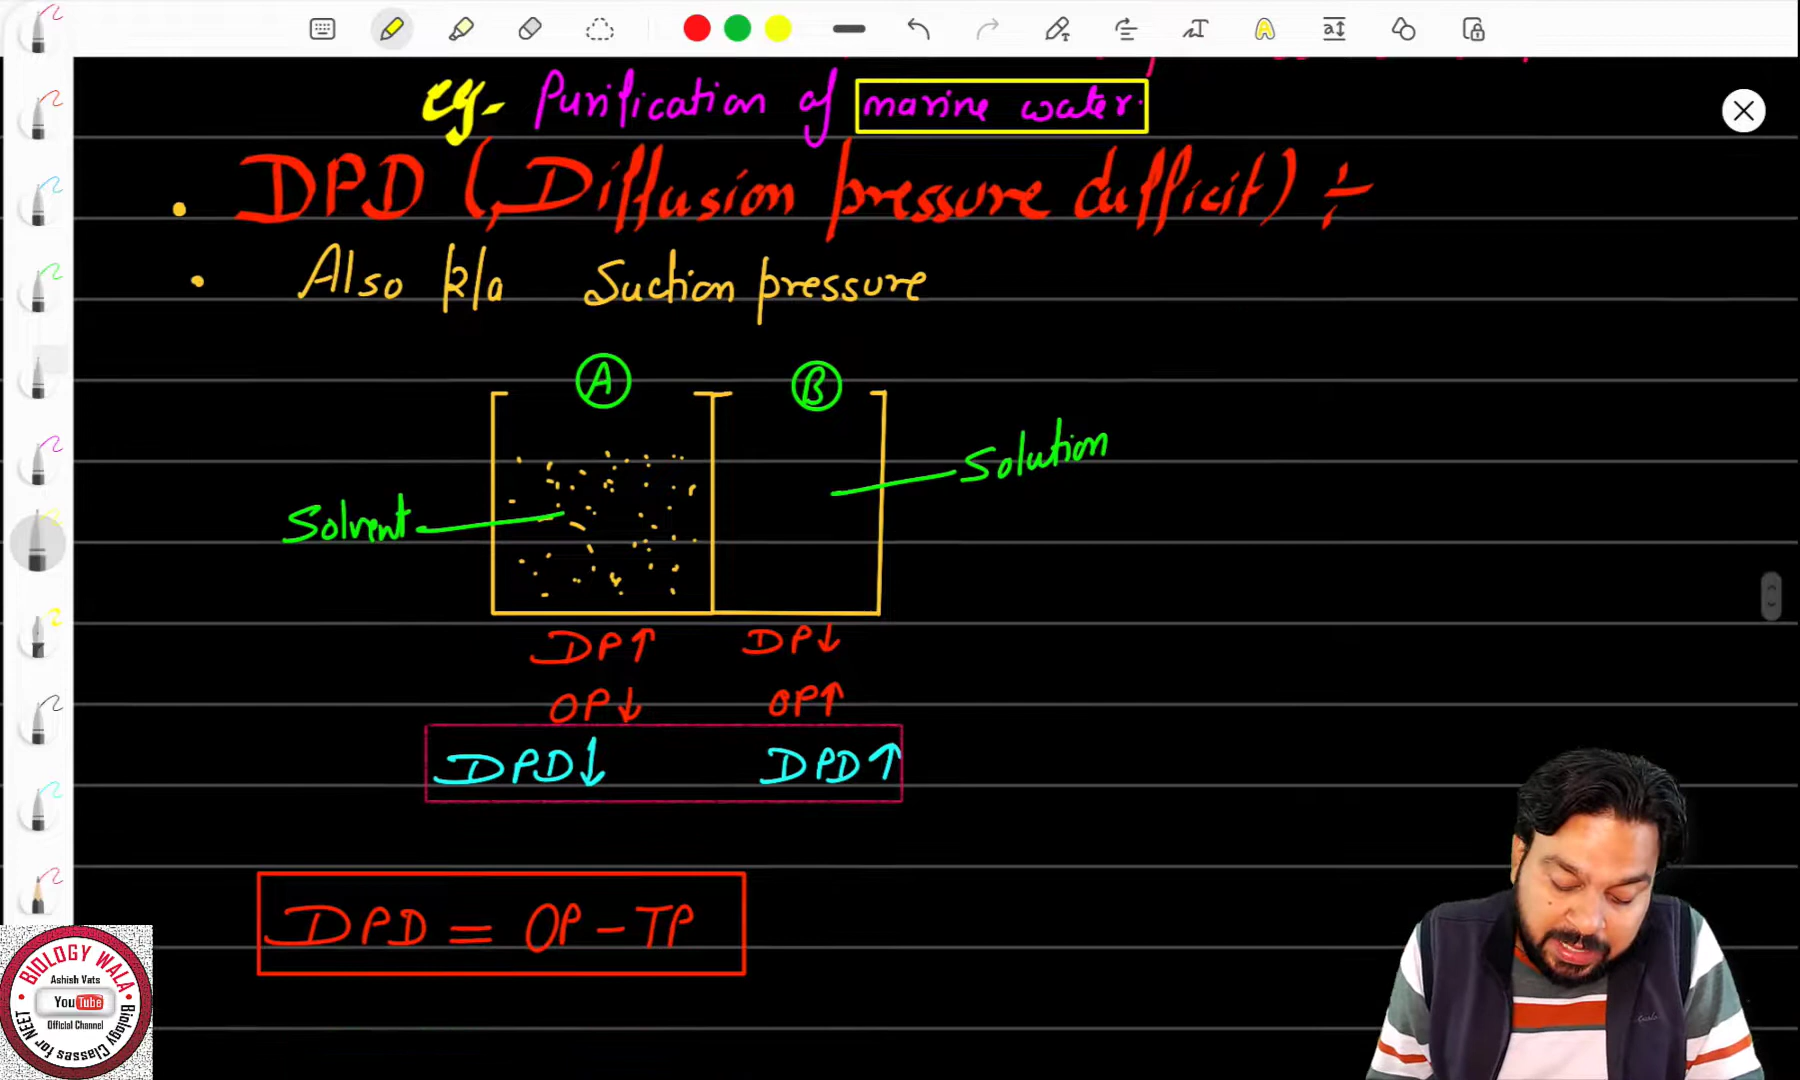 eg- Purification of marine water.
• DPD (Diffusion pressure dufficit) ÷
• Also k/a Suction pressure
A B
Solution
Solvent
DP↑ DP↓
OP↓ OP↑
DPD↓ DPD↑
DPD = OP - TP
BIOLOGY WALA
Ashish Vats
YouTube
Official Channel
Biology Classes for NEET